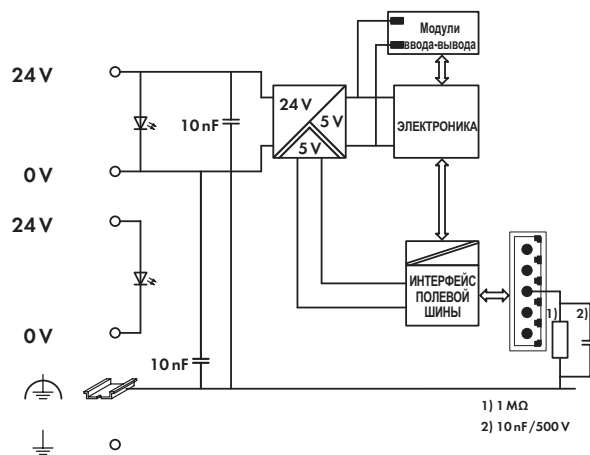 Модули
ввода-вывода
24 V
24 V
5 V
10 nF
ЭЛЕКТРОНИКА
5 V
0 V
24 V
ИНТЕРФЕЙС
ПОЛЕВОЙ
ШИНЫ
1)
2)
0 V
10 nF
1) 1 MΩ
2) 10 nF/500 V